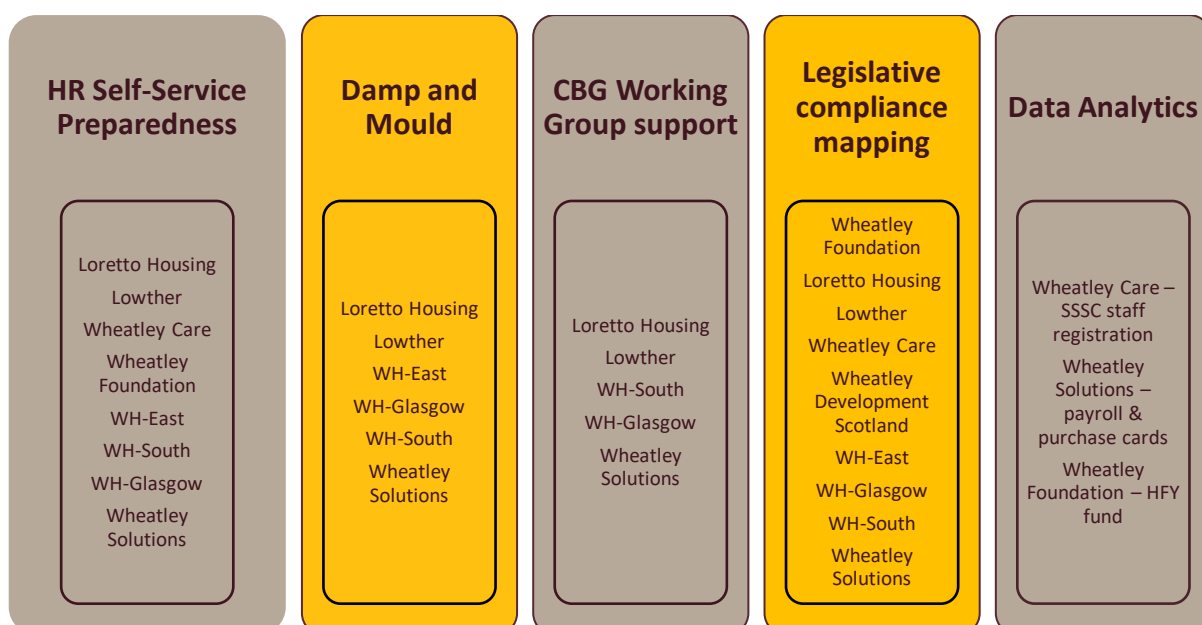 HR Self-Service
Preparedness
Loretto Housing
Lowther
Wheatley Care
Wheatley
Foundation
WH-East
WH-South
WH-Glasgow
Wheatley
Solutions
Damp and
Mould
Loretto Housing
Lowther
WH-East
WH-Glasgow
WH-South
Wheatley
Solutions
CBG Working
Group support
Loretto Housing
Lowther
WH-South
WH-Glasgow
Wheatley
Solutions
Legislative
compliance
mapping
Wheatley
Foundation
Loretto Housing
Lowther
Wheatley Care
Wheatley
Development
Scotland
WH-East
WH-Glasgow
WH-South
Wheatley
Solutions
Data Analytics
Wheatley Care –
SSSC staff
registration
Wheatley
Solutions –
payroll &
purchase cards
Wheatley
Foundation – HFY
fund